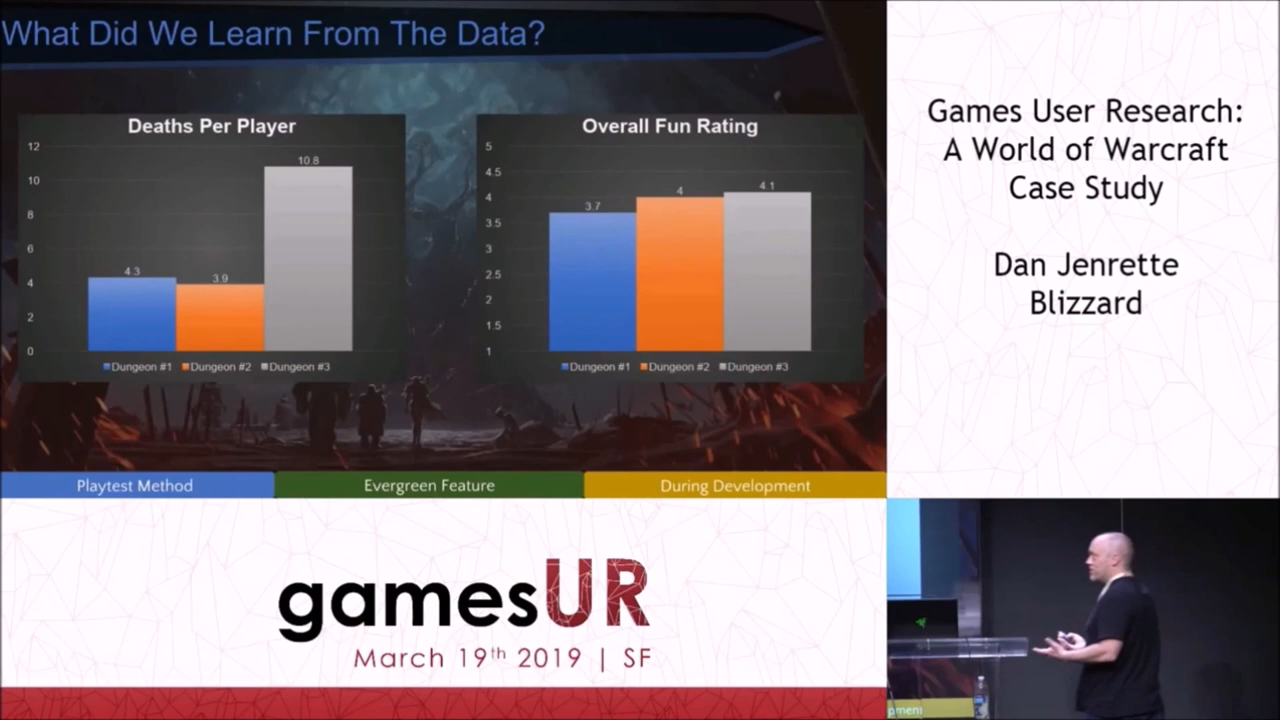 What Did We Learn From The Data?
Deaths Per Player
12
10
8
6
4
2
0
4.3
3.9
10.8
Dungeon #1 Dungeon #2 Dungeon #3
Overall Fun Rating
5
4.5
4
3.5
3
2.5
2
1.5
1
3.7
4
4.1
Dungeon #1 Dungeon #2 Dungeon #3
Playtest Method
Evergreen Feature
During Development
Games User Research:
A World of Warcraft
Case Study
Dan Jenrette
Blizzard
gamesUR
March 19th 2019 | SF
pment